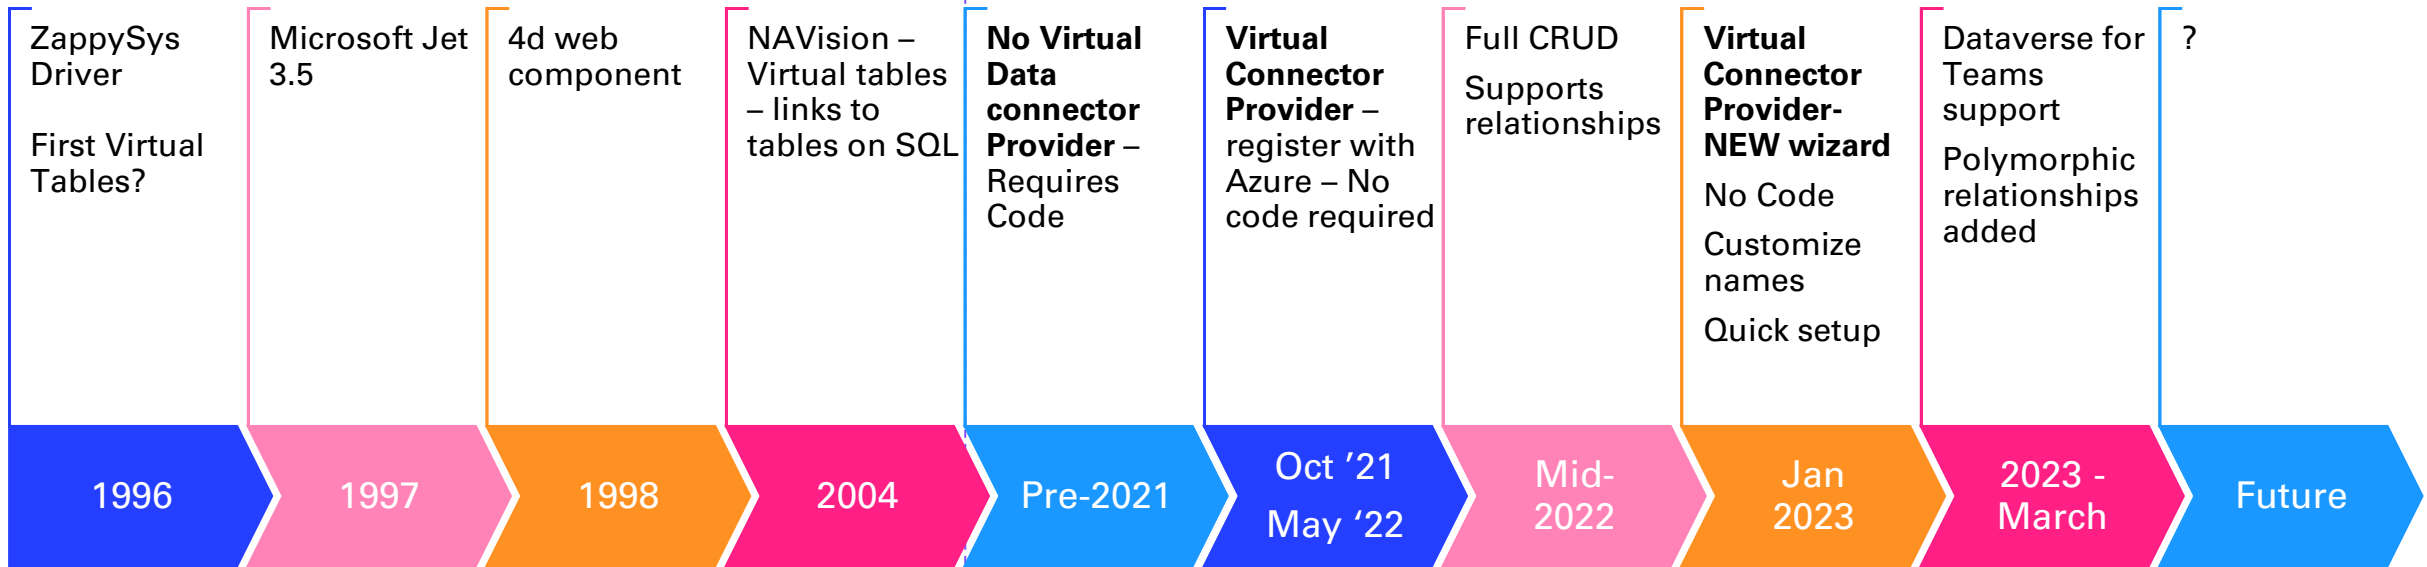 ZappySys
Driver
First Virtual
Tables?
Microsoft Jet
3.5
4d web
component
NAVision –
Virtual tables
– links to
tables on SQL
No Virtual
Data
connector
Provider –
Requires
Code
Virtual
Connector
Provider –
register with
Azure – No
code required
Full CRUD
Supports
relationships
Virtual
Connector
Provider-
NEW wizard
No Code
Customize
names
Quick setup
Dataverse for
Teams
support
Polymorphic
relationships
added
?
1996
1997
1998
2004
Pre-2021
Oct ’21
May ‘22
Mid-
2022
Jan
2023
2023 -
March
Future